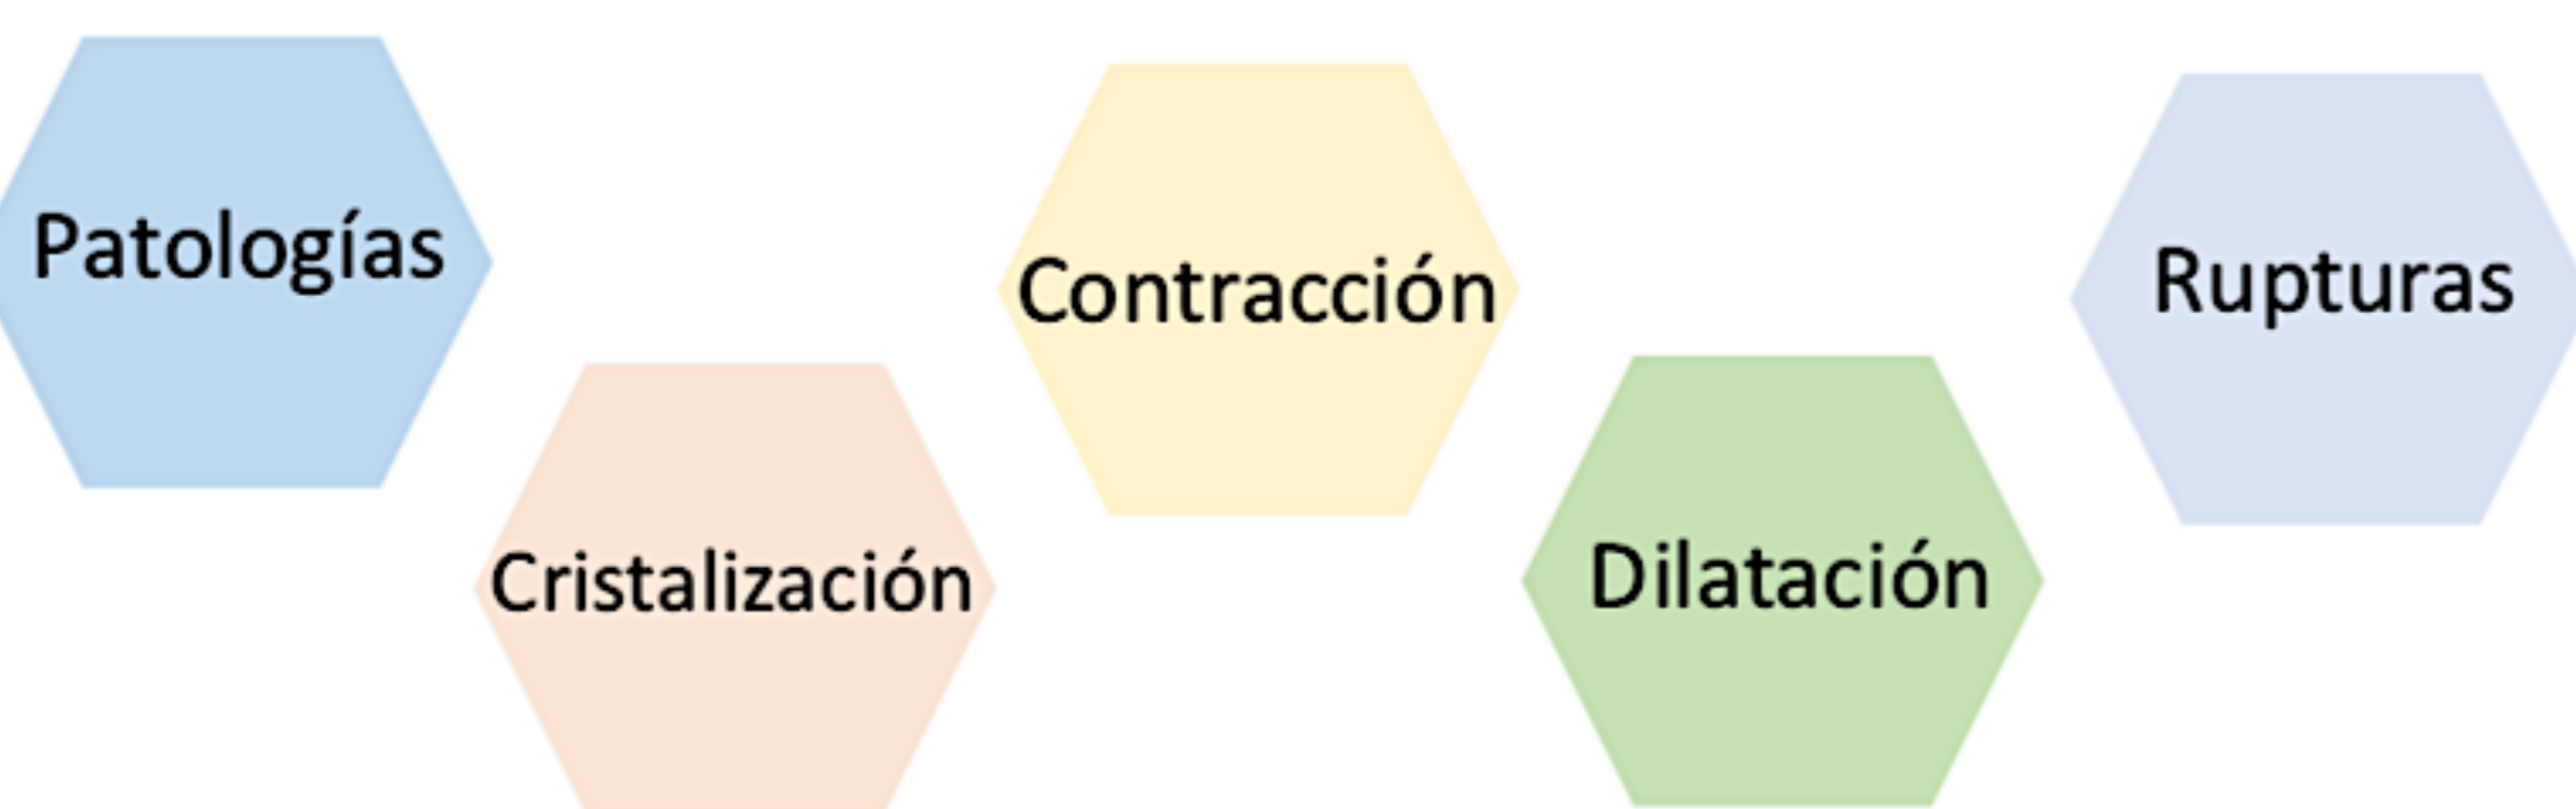 Patologías
Cristalización
Contracción
Dilatación
Rupturas